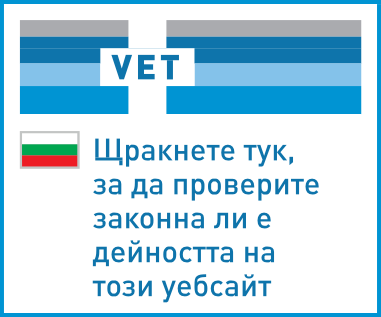 VET
Щракнете тук,
за да проверите
законна ли е
дейността на
този уебсайт